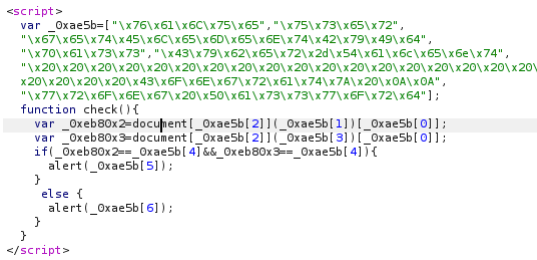 <script>
var _0xae5b=["\x76\x61\x6C\x75\x65","\x75\x73\x65\x72",
"\x67\x65\x74\x45\x6C\x65\x6D\x65\x6E\x74\x42\x79\x49\x64",
"\x70\x61\x73\x73","\x43\x79\x62\x65\x72\x2d\x54\x61\x6c\x65\x6e\x74",
"\x20\x20\x20\x20\x20\x20\x20\x20\x20\x20\x20\x20\x20\x20\x20\x20\x20\x20\
x20\x20\x20\x20\x43\x6F\x6E\x67\x72\x61\x74\x7A\x20\x0A\x0A",
"\x77\x72\x6F\x6E\x67\x20\x50\x61\x73\x73\x77\x6F\x72\x64"];
function check(){
var _0xeb80x2=document[_0xae5b[2]](_0xae5b[1])[_0xae5b[0]];
var _0xeb80x3=document[_0xae5b[2]](_0xae5b[3])[_0xae5b[0]];
if(_0xeb80x2==_0xae5b[4]&&_0xeb80x3==_0xae5b[4]){
alert(_0xae5b[5]);
}
else {
alert(_0xae5b[6]);
}
}
</script>